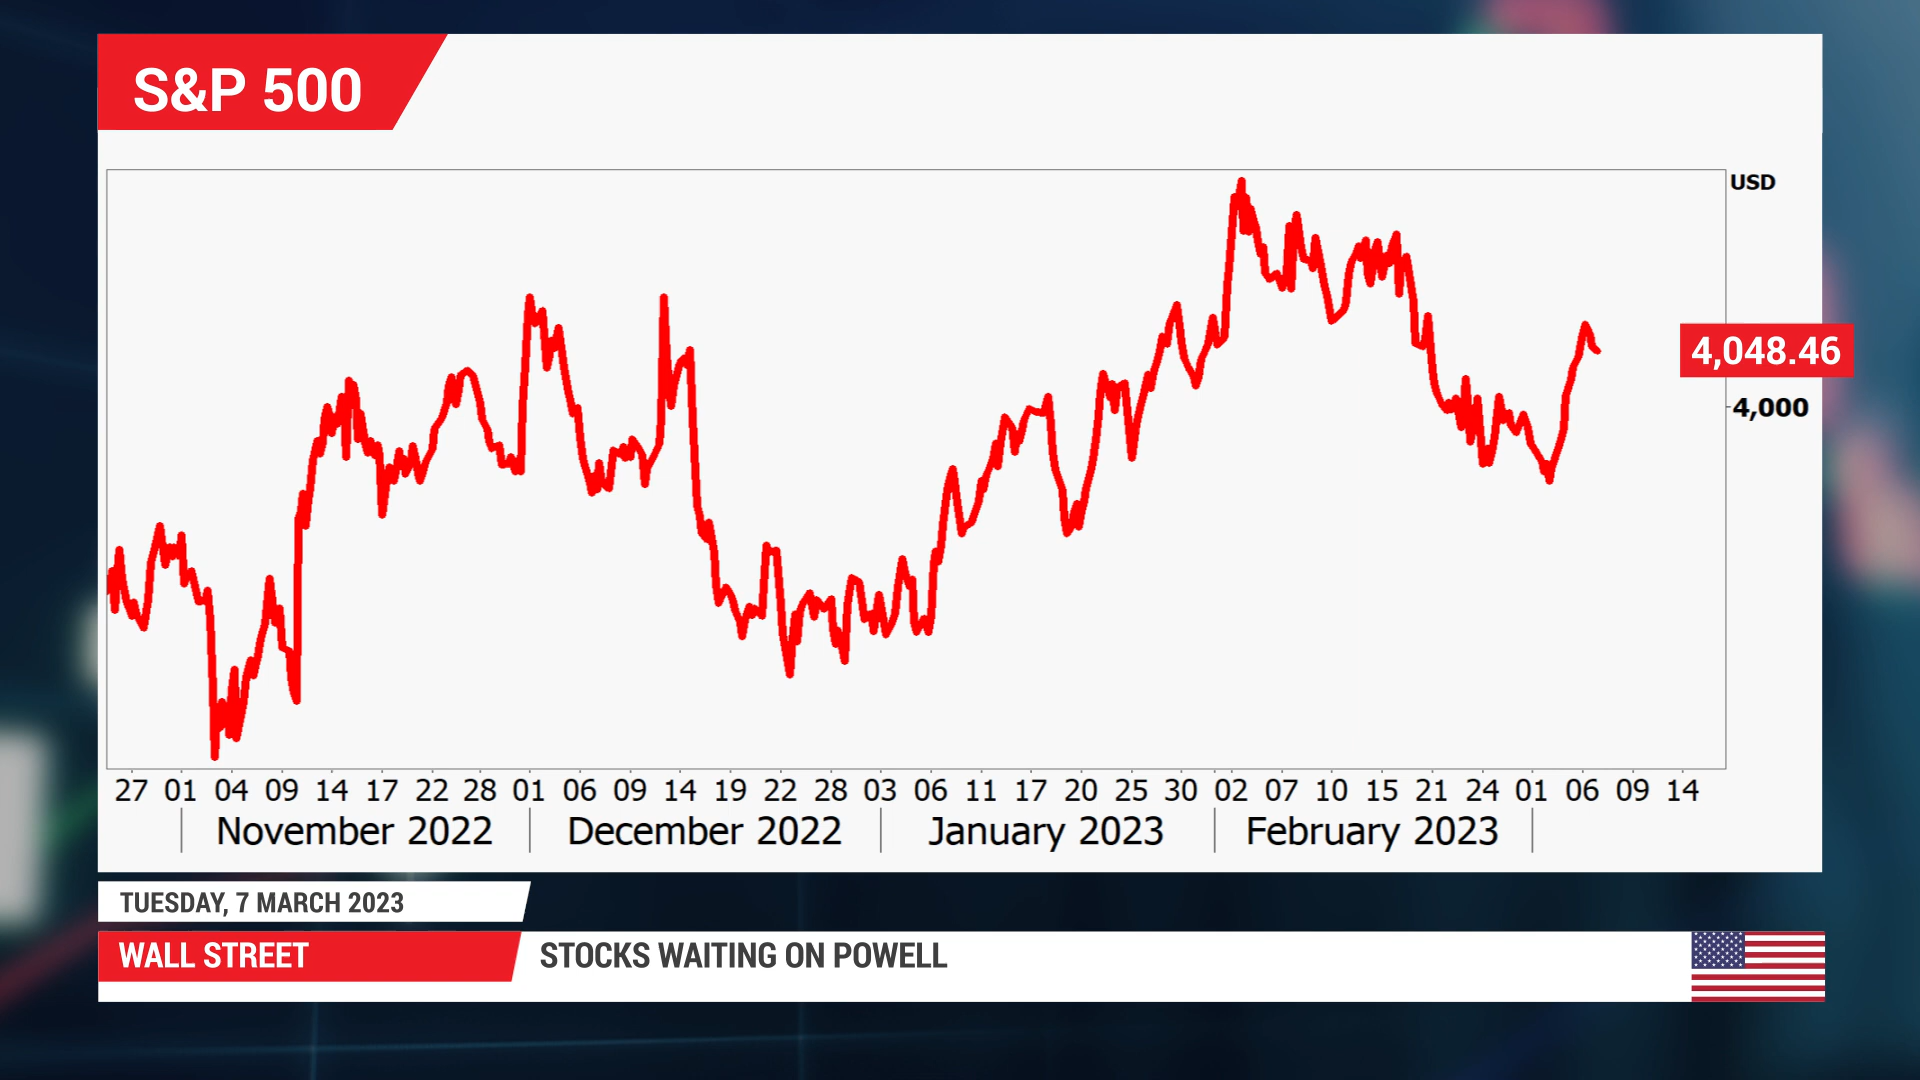 S&P 500
USD
4,048.46
4,000
27 01 04 09 14 17 22 28 01 06 09 14 19 22 28 03 06 11 17 20 25 30 02 07 10 15 21 24 01 06 09 14
November 2022 December 2022 January 2023 February 2023
TUESDAY, 7 MARCH 2023
WALL STREET STOCKS WAITING ON POWELL